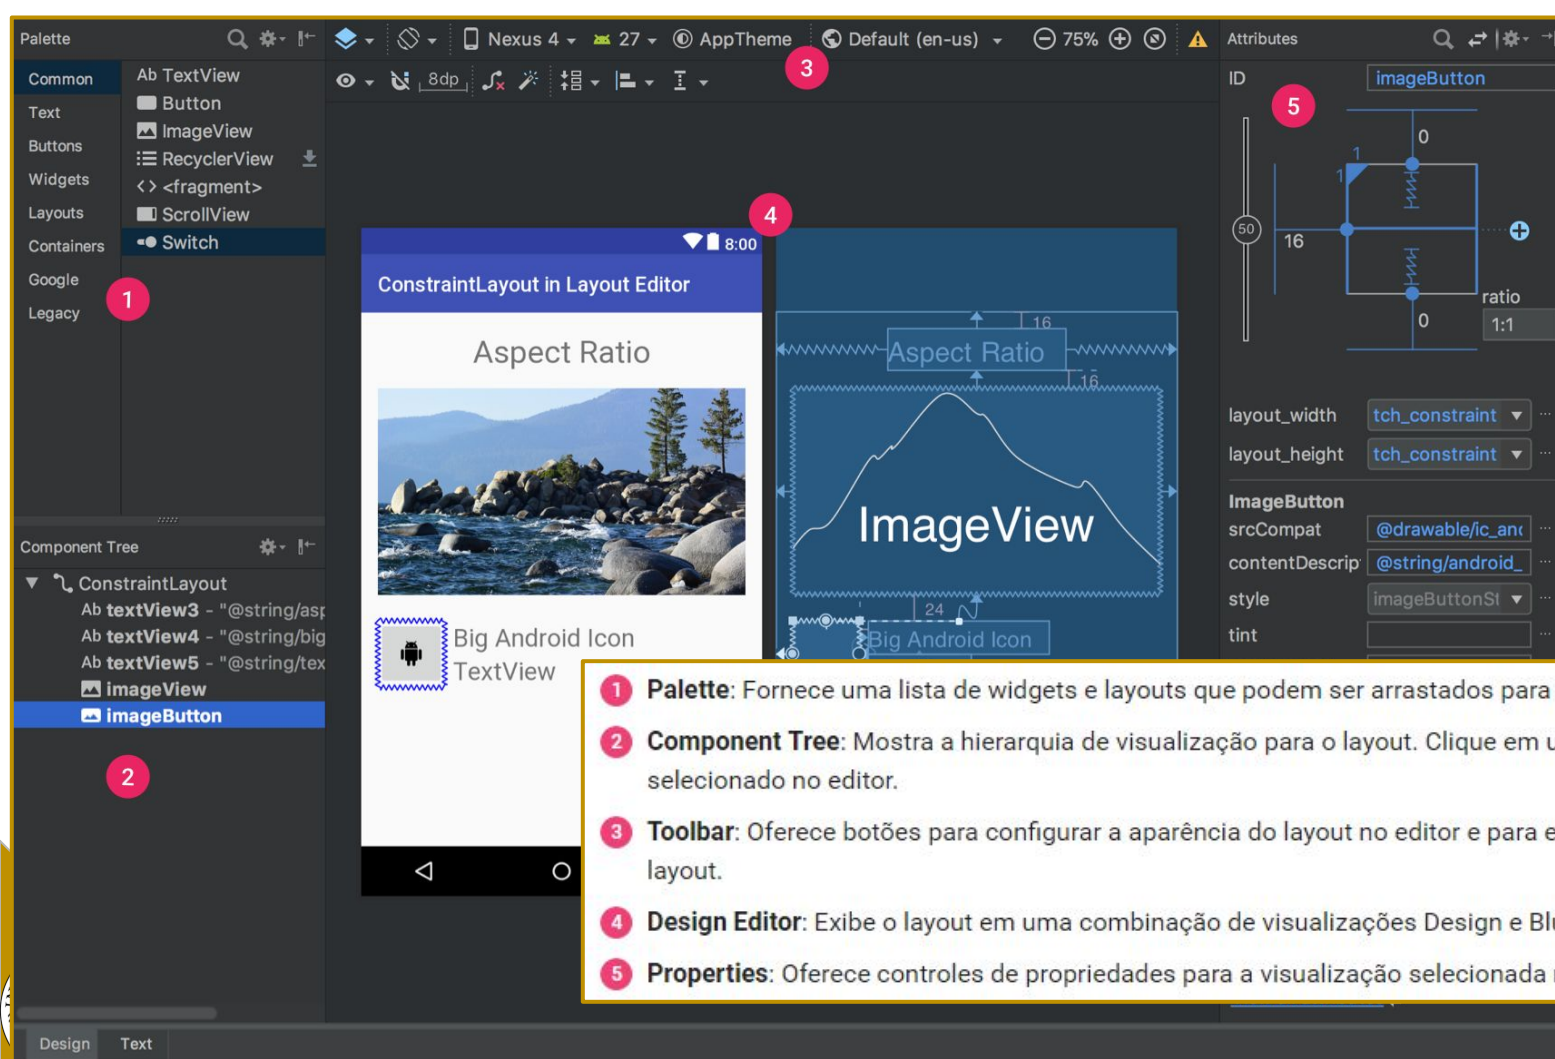 Palette
Common
Text
Buttons
Widgets
Layouts
Containers
Google
Legacy
Ab TextView
Button
ImageView
RecyclerView
<> <fragment>
ScrollView
Switch
1
Nexus 4
27
AppTheme
Default (en-us)
75%
8dp
3
Attributes
ID
imageButton
5
0
1
1
50
16
0
ratio
1:1
layout_width
tch_constraint
layout_height
tch_constraint
ImageButton
srcCompat
@drawable/ic_and
contentDescrip
@string/android_
style
imageButtonSt
tint
4
8:00
ConstraintLayout in Layout Editor
Aspect Ratio
Big Android Icon
TextView
16
Aspect Ratio
16
ImageView
24
Big Android Icon
Component Tree
ConstraintLayout
Ab textView3 - "@string/asp
Ab textView4 - "@string/big
Ab textView5 - "@string/tex
imageView
imageButton
2
1 Palette: Fornece uma lista de widgets e layouts que podem ser arrastados para
2 Component Tree: Mostra a hierarquia de visualização para o layout. Clique em u
selecionado no editor.
3 Toolbar: Oferece botões para configurar a aparência do layout no editor e para e
layout.
4 Design Editor: Exibe o layout em uma combinação de visualizações Design e Blu
5 Properties: Oferece controles de propriedades para a visualização selecionada
Design
Text